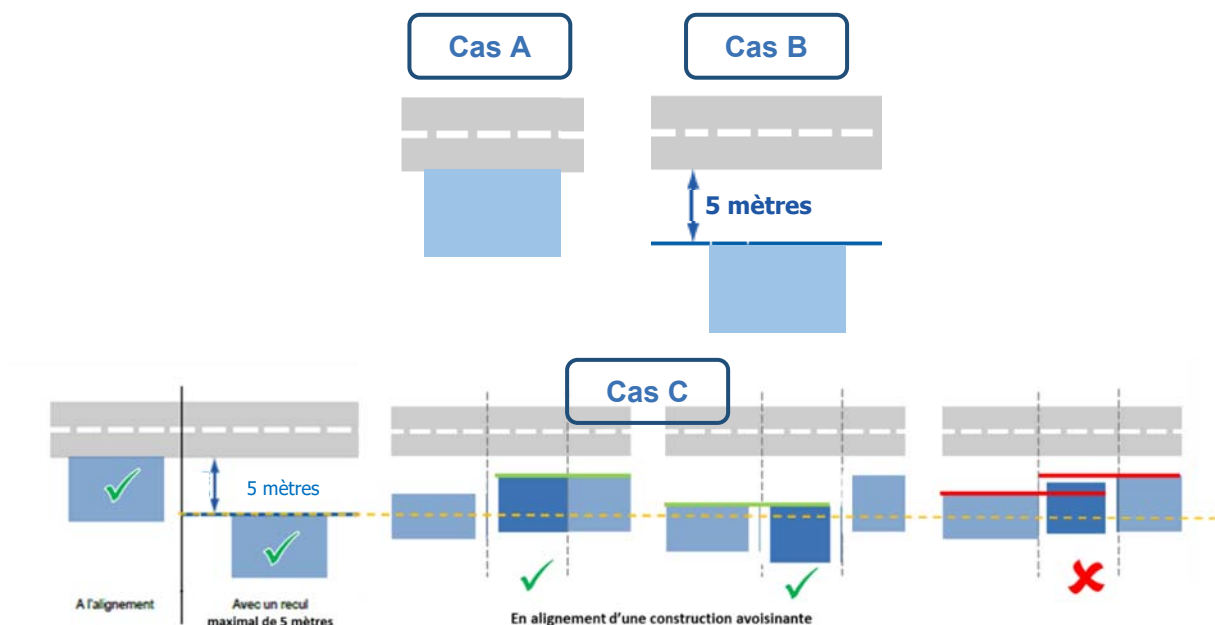 Cas A
Cas B
5 mètres
Cas C
5 mètres
A l'alignement
Avec un recul
maximal de 5 mètres
En alignement d'une construction avoisinante